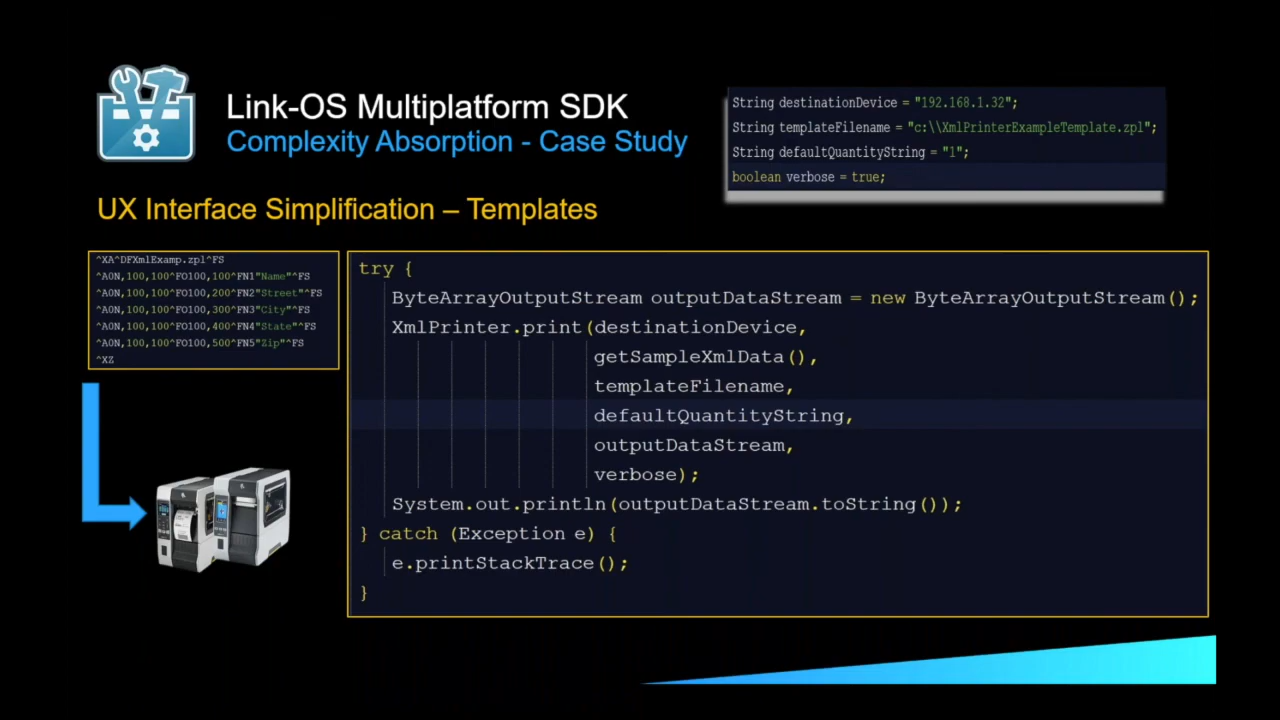 Link-OS Multiplatform SDK
Complexity Absorption - Case Study
String destinationDevice = "192.168.1.32";
String templateFilename = "c:\\XmlPrinterExampleTemplate.zpl";
String defaultQuantityString = "1";
boolean verbose = true;
UX Interface Simplification – Templates
^XA^DFXmlExamp.zpl^FS
^A0N,100,100^FO100,100^FN1"Name"^FS
^A0N,100,100^FO100,200^FN2"Street"^FS
^A0N,100,100^FO100,300^FN3"City"^FS
^A0N,100,100^FO100,400^FN4"State"^FS
^A0N,100,100^FO100,500^FN5"Zip"^FS
^XZ
try {
ByteArrayOutputStream outputDataStream = new ByteArrayOutputStream();
XmlPrinter.print(destinationDevice,
getSampleXmlData(),
templateFilename,
defaultQuantityString,
outputDataStream,
verbose);
System.out.println(outputDataStream.toString());
} catch (Exception e) {
e.printStackTrace();
}